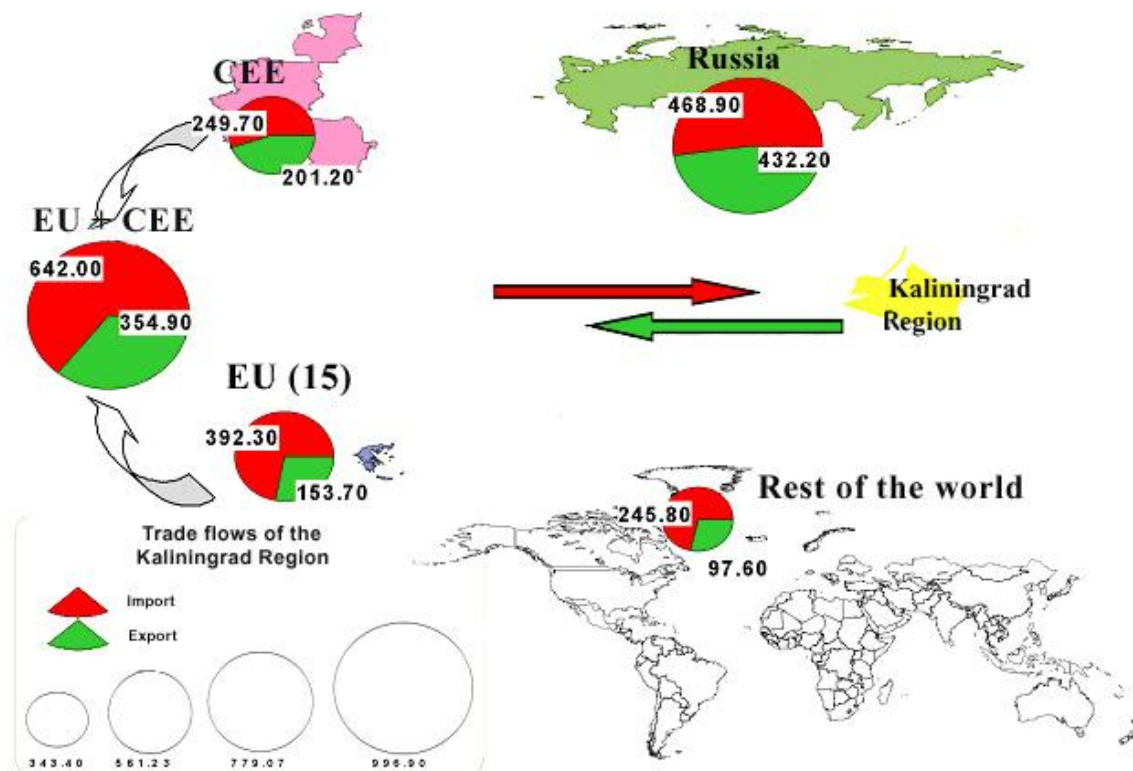 CEE
249.70
201.20
Russia
468.90
432.20
EU + CEE
642.00
354.90
Kaliningrad
Region
EU (15)
392.30
153.70
Rest of the world
245.80
97.60
Trade flows of the
Kaliningrad Region
Import
Export
343.40 561.23 779.07 996.90